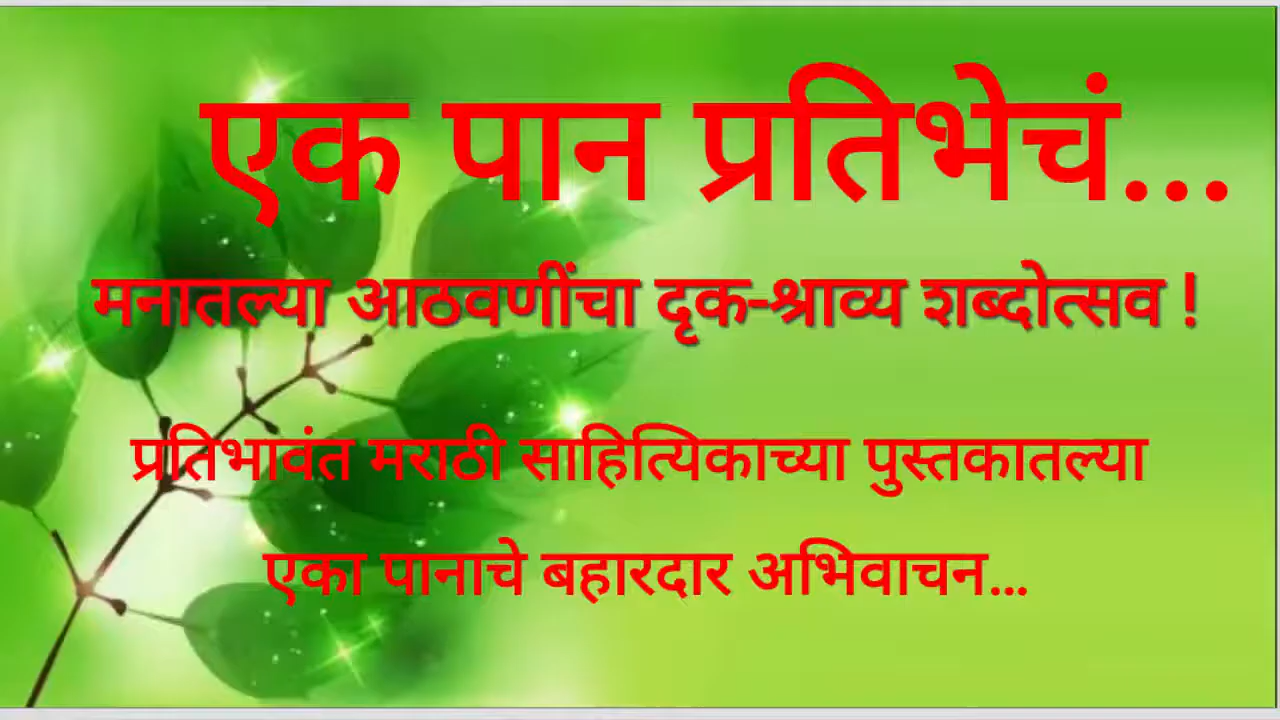 एक पान प्रतिभेचं...
मनातल्या आठवणींचा दृक-श्राव्य शब्दोत्सव !
प्रतिभावंत मराठी साहित्यिकाच्या पुस्तकातल्या
एका पानाचे बहारदार अभिवाचन...